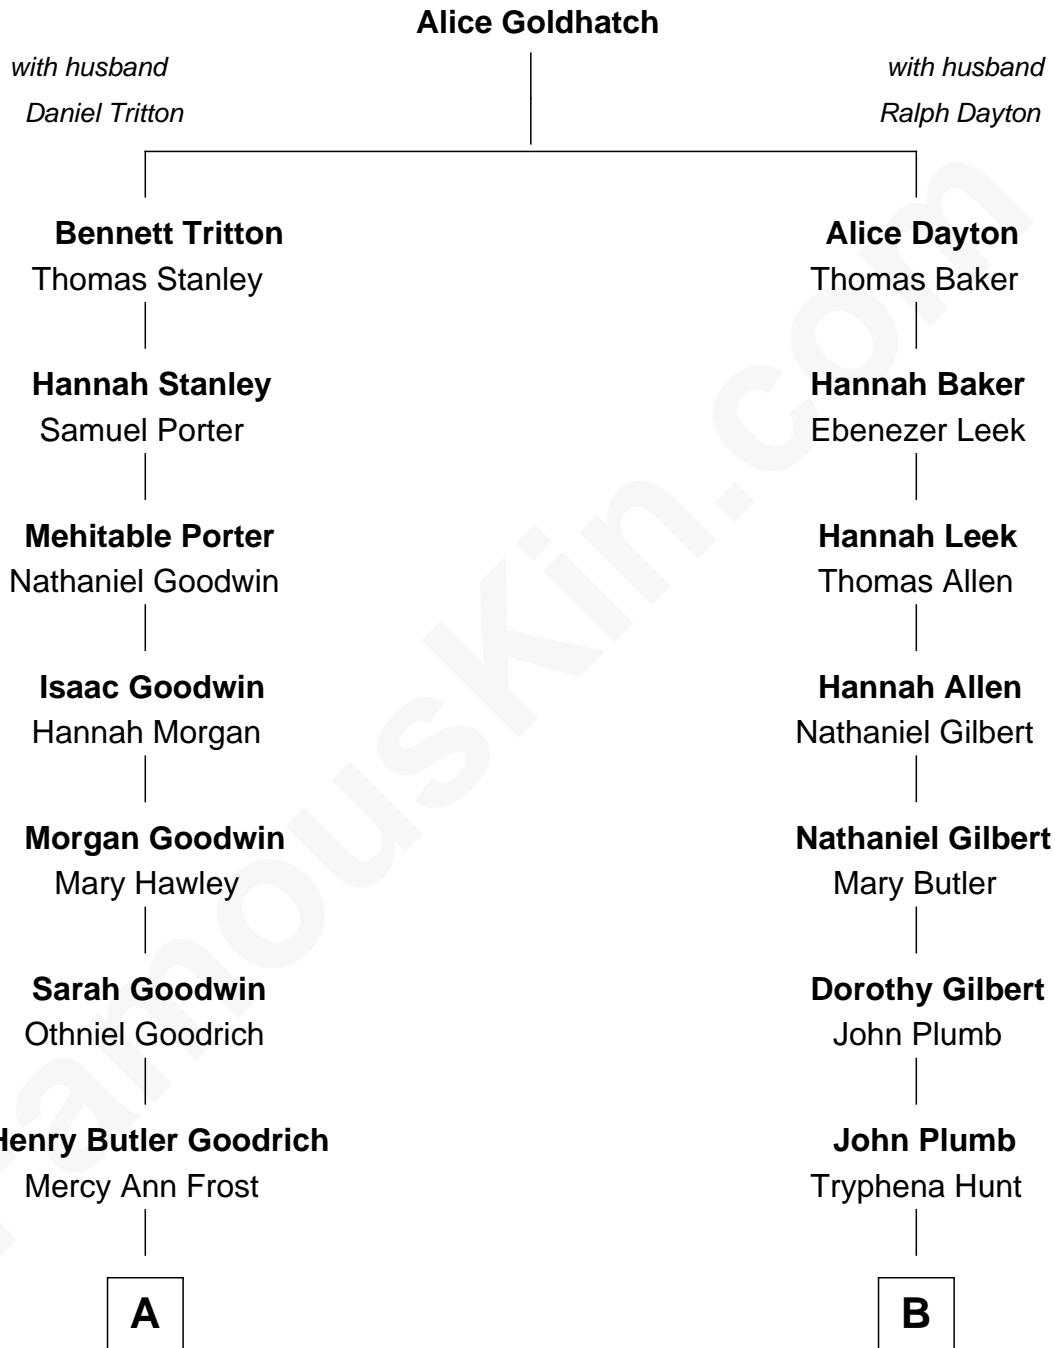 Alice Goldhatch
with husband
Daniel Tritton
with husband
Ralph Dayton
Bennett Tritton
Thomas Stanley
Alice Dayton
Thomas Baker
Hannah Stanley
Samuel Porter
Hannah Baker
Ebenezer Leek
Mehitable Porter
Nathaniel Goodwin
Hannah Leek
Thomas Allen
Isaac Goodwin
Hannah Morgan
Hannah Allen
Nathaniel Gilbert
Morgan Goodwin
Mary Hawley
Nathaniel Gilbert
Mary Butler
Sarah Goodwin
Othniel Goodrich
Dorothy Gilbert
John Plumb
Henry Butler Goodrich
Mercy Ann Frost
John Plumb
Tryphena Hunt
A
B
FamousKin.com